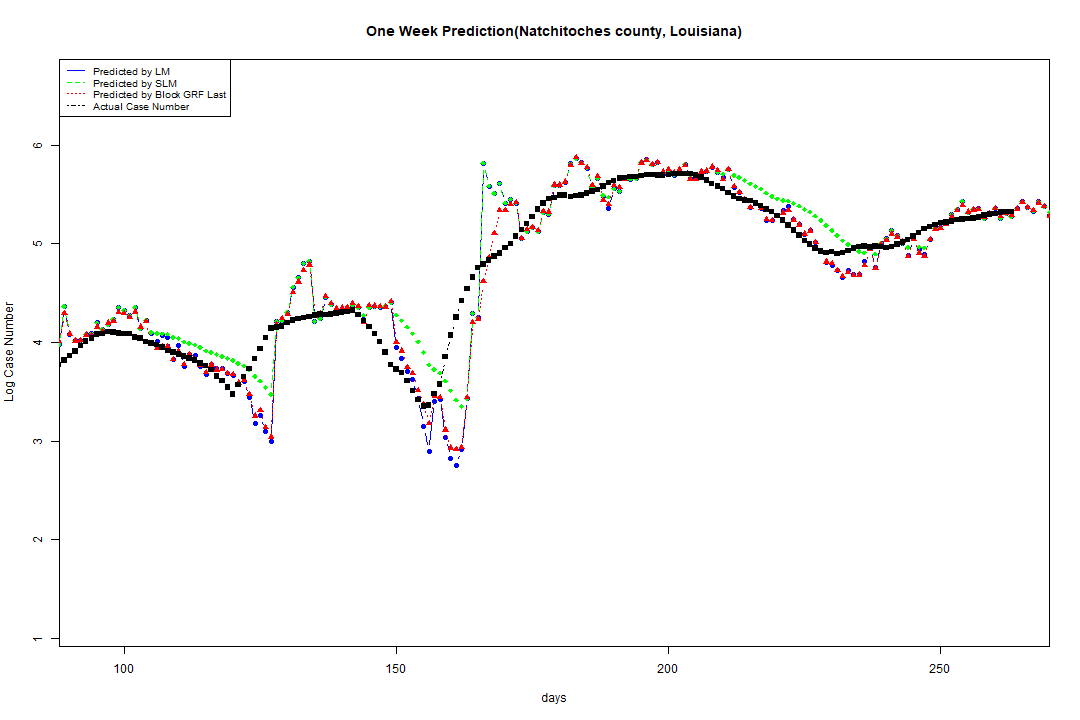 One Week Prediction(Natchitoches county, Louisiana)
Predicted by LM
Predicted by SLM
Predicted by Block GRF Last
Actual Case Number
Log Case Number
6
5
4
3
2
1
100 150 200 250
days